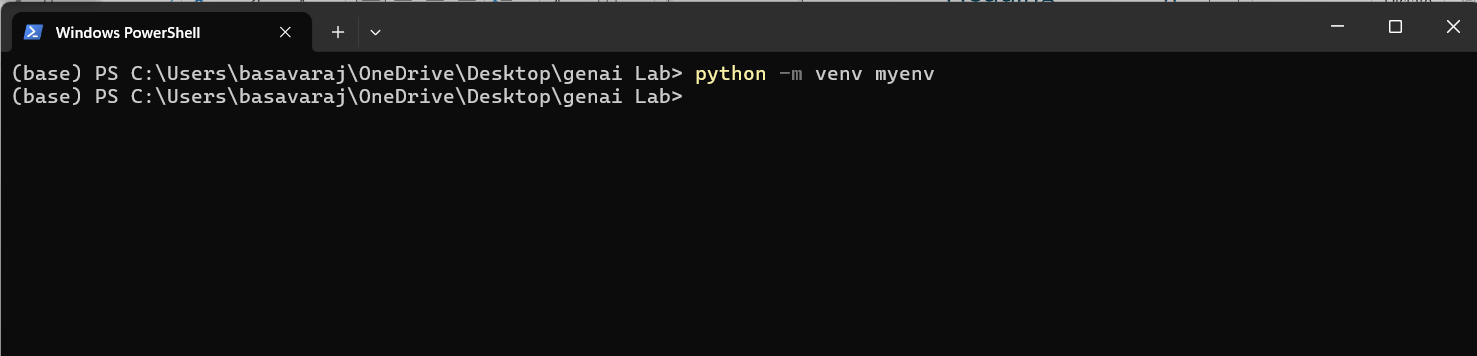 Windows PowerShell
(base) PS C:\Users\basavaraj\OneDrive\Desktop\genai Lab> python -m venv myenv
(base) PS C:\Users\basavaraj\OneDrive\Desktop\genai Lab>